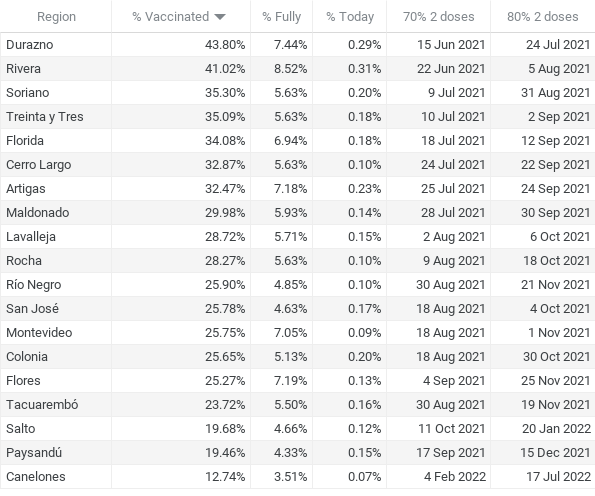 Region % Vaccinated % Fully % Today 70% 2 doses 80% 2 doses
Durazno 43.80% 7.44% 0.29% 15 Jun 2021 24 Jul 2021
Rivera 41.02% 8.52% 0.31% 22 Jun 2021 5 Aug 2021
Soriano 35.30% 5.63% 0.20% 9 Jul 2021 31 Aug 2021
Treinta y Tres 35.09% 5.63% 0.18% 10 Jul 2021 2 Sep 2021
Florida 34.08% 6.94% 0.18% 18 Jul 2021 12 Sep 2021
Cerro Largo 32.87% 5.63% 0.10% 24 Jul 2021 22 Sep 2021
Artigas 32.47% 7.18% 0.23% 25 Jul 2021 24 Sep 2021
Maldonado 29.98% 5.93% 0.14% 28 Jul 2021 30 Sep 2021
Lavalleja 28.72% 5.71% 0.15% 2 Aug 2021 6 Oct 2021
Rocha 28.27% 5.63% 0.10% 9 Aug 2021 18 Oct 2021
Río Negro 25.90% 4.85% 0.10% 30 Aug 2021 21 Nov 2021
San José 25.78% 4.63% 0.17% 18 Aug 2021 4 Oct 2021
Montevideo 25.75% 7.05% 0.09% 18 Aug 2021 1 Nov 2021
Colonia 25.65% 5.13% 0.20% 18 Aug 2021 30 Oct 2021
Flores 25.27% 7.19% 0.13% 4 Sep 2021 25 Nov 2021
Tacuarembó 23.72% 5.50% 0.16% 30 Aug 2021 19 Nov 2021
Salto 19.68% 4.66% 0.12% 11 Oct 2021 20 Jan 2022
Paysandú 19.46% 4.33% 0.15% 17 Sep 2021 15 Dec 2021
Canelones 12.74% 3.51% 0.07% 4 Feb 2022 17 Jul 2022